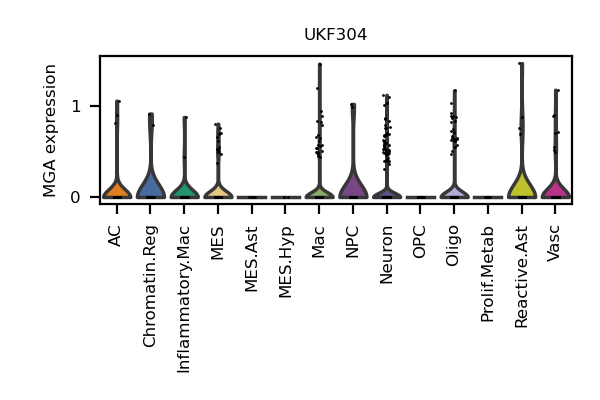 UKF304
MGA expression
1
0
AC
Chromatin.Reg
Inflammatory.Mac
MES
MES.Ast
MES.Hyp
Mac
NPC
Neuron
OPC
Oligo
Prolif.Metab
Reactive.Ast
Vasc